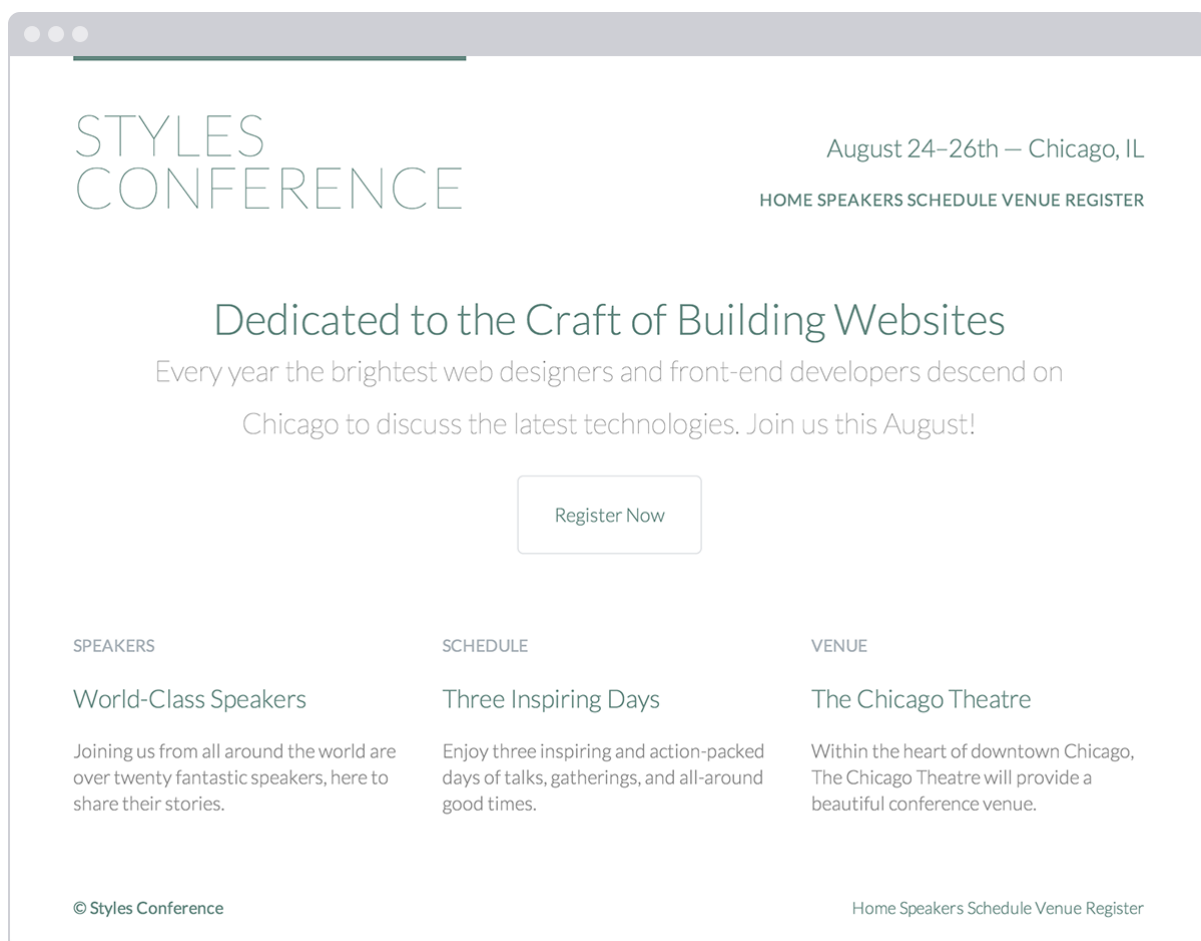 STYLES
CONFERENCE
August 24–26th — Chicago, IL
HOME SPEAKERS SCHEDULE VENUE REGISTER
Dedicated to the Craft of Building Websites
Every year the brightest web designers and front-end developers descend on
Chicago to discuss the latest technologies. Join us this August!
Register Now
SPEAKERS
World-Class Speakers
Joining us from all around the world are
over twenty fantastic speakers, here to
share their stories.
SCHEDULE
Three Inspiring Days
Enjoy three inspiring and action-packed
days of talks, gatherings, and all-around
good times.
VENUE
The Chicago Theatre
Within the heart of downtown Chicago,
The Chicago Theatre will provide a
beautiful conference venue.
© Styles Conference
Home Speakers Schedule Venue Register